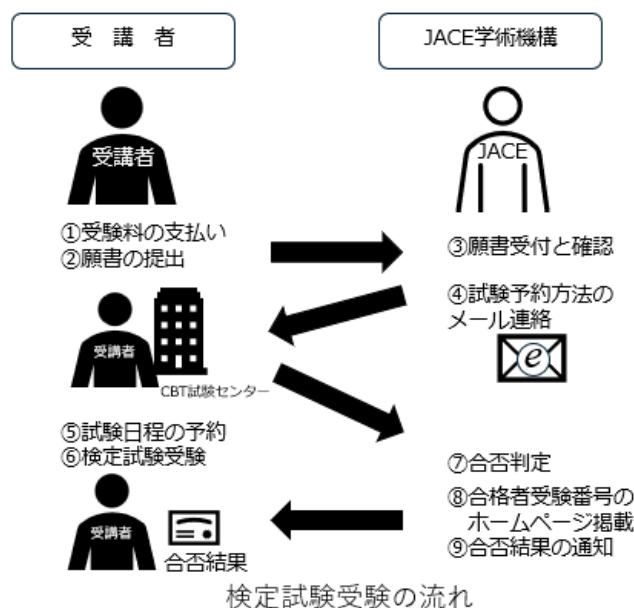 受 講 者
JACE学術機構
受講者
JACE
①受験料の支払い
②願書の提出
③願書受付と確認
④試験予約方法の
メール連絡
e
受講者
CBT試験センター
⑤試験日程の予約
⑥検定試験受験
⑦合否判定
⑧合格者受験番号の
ホームページ掲載
⑨合否結果の通知
受講者
合否結果
検定試験受験の流れ